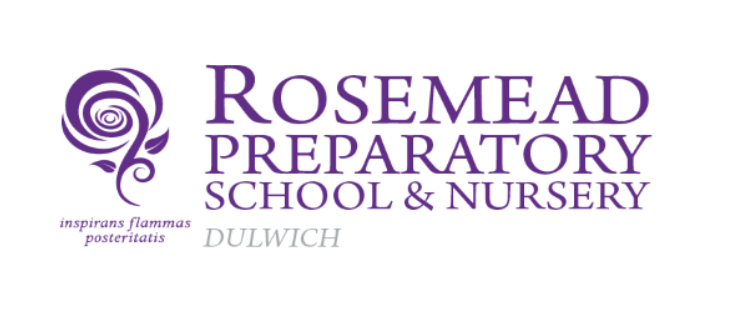 ROSEMEAD
PREPARATORY
SCHOOL & NURSERY
inspirans flammas
posteritatis
DULWICH